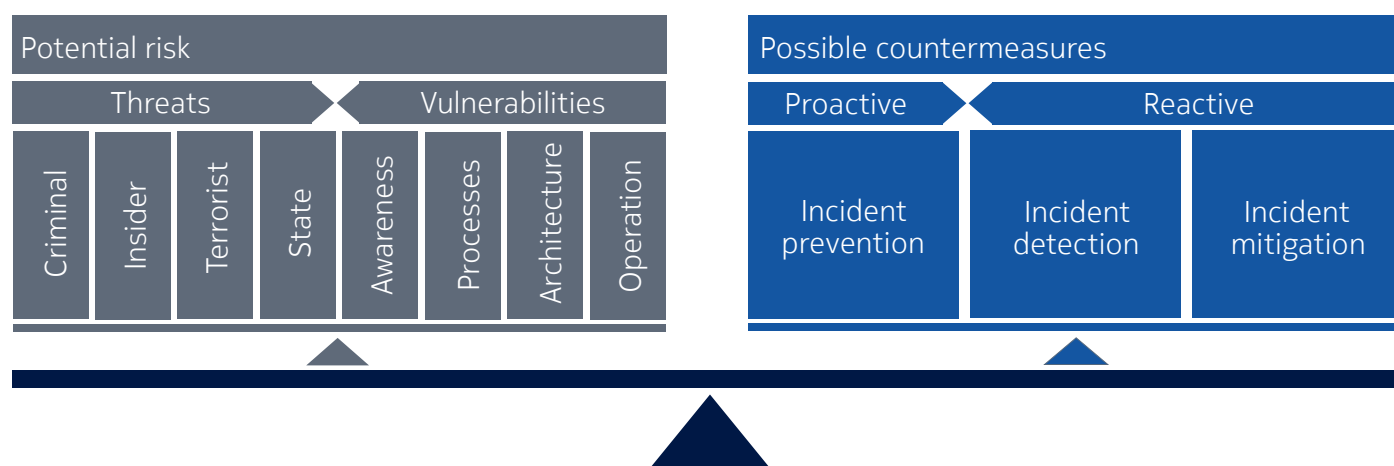 Potential risk
Possible countermeasures
Threats
Vulnerabilities
Proactive
Reactive
Criminal
Insider
Terrorist
State
Awareness
Processes
Architecture
Operation
Incident
prevention
Incident
detection
Incident
mitigation